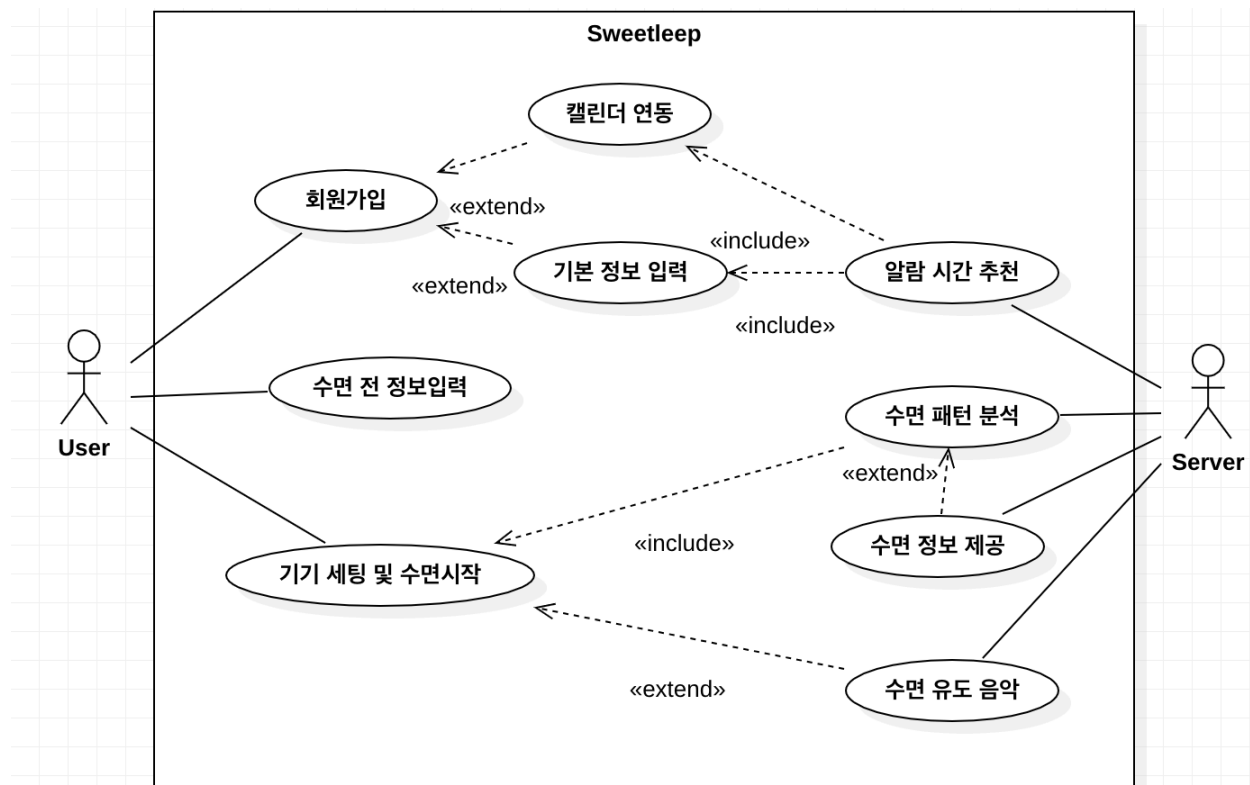 Sweetleep
캘린더 연동
회원가입
«extend»
«include»
기본 정보 입력
알람 시간 추천
«extend»
«include»
수면 전 정보입력
수면 패턴 분석
User
Server
«extend»
«include»
수면 정보 제공
기기 세팅 및 수면시작
«extend»
수면 유도 음악